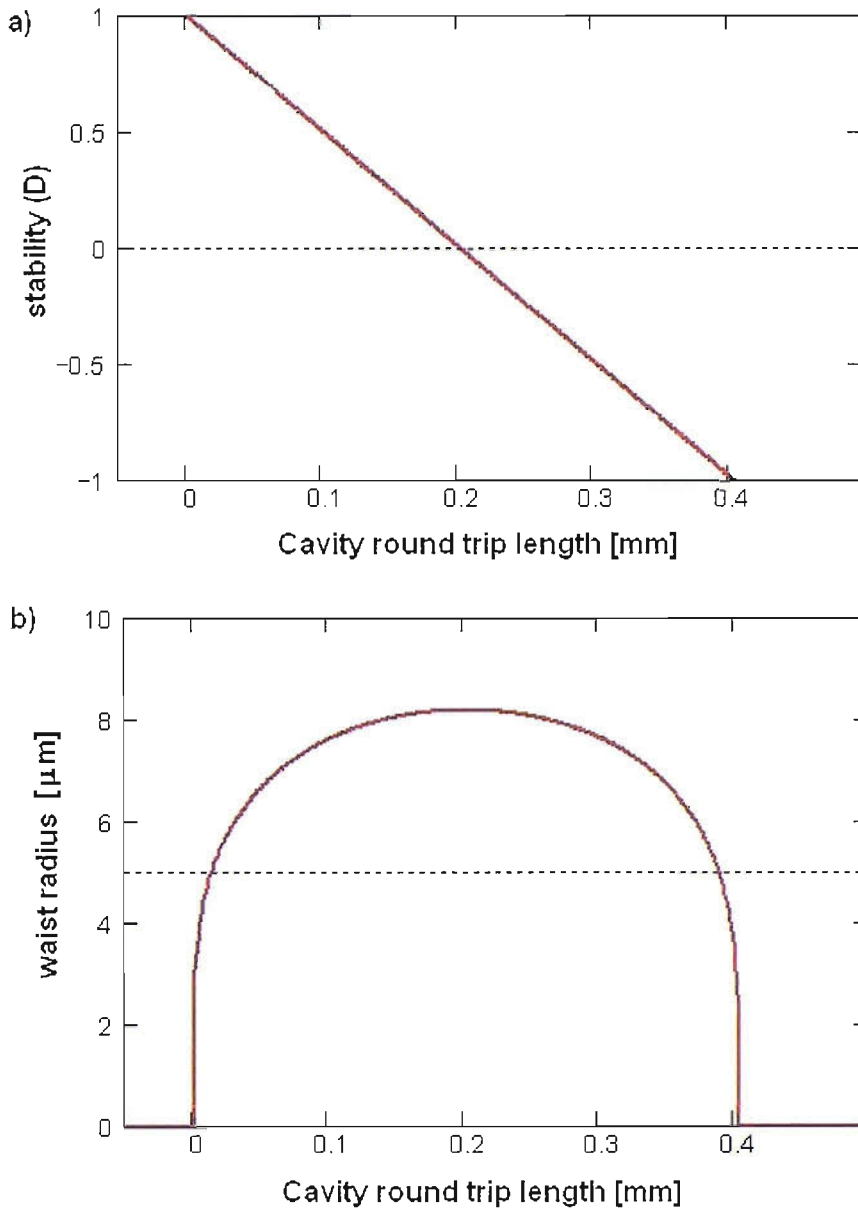 a)
1
0.5
0
−0.5
−1
stability (D)
0 0.1 0.2 0.3 0.4
Cavity round trip length [mm]
b)
10
8
6
4
2
0
waist radius [µm]
0 0.1 0.2 0.3 0.4
Cavity round trip length [mm]